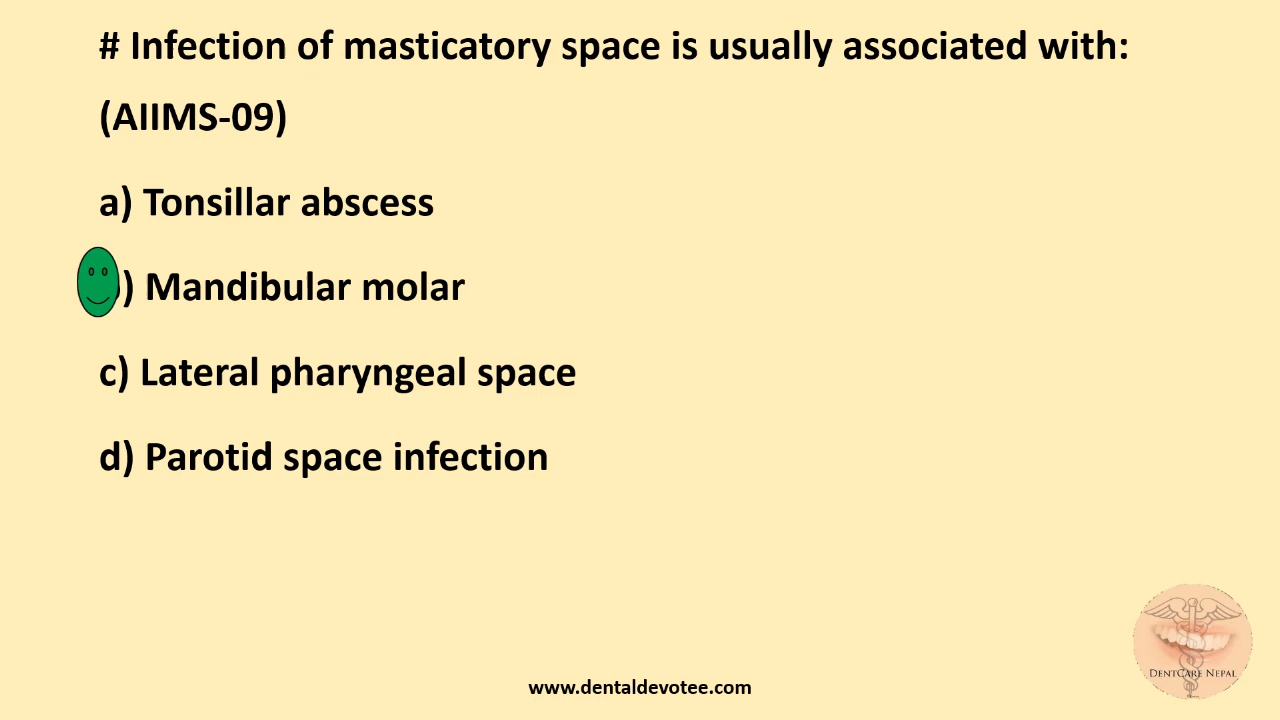 # Infection of masticatory space is usually associated with:
(AIIMS-09)
a) Tonsillar abscess
) Mandibular molar
c) Lateral pharyngeal space
d) Parotid space infection
DENTCARE NEPAL
www.dentaldevotee.com